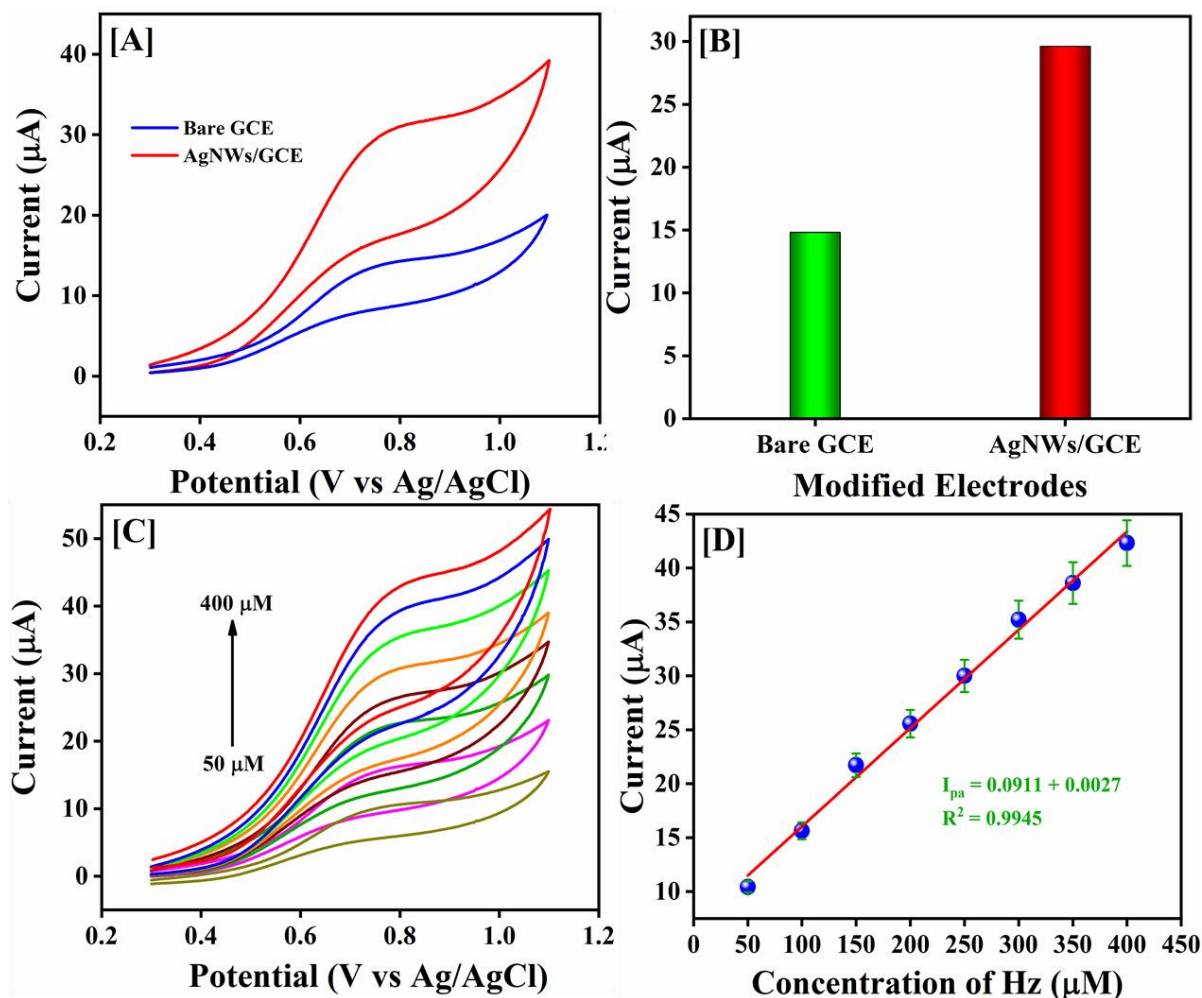 [A]
Bare GCE
AgNWs/GCE
Current (µA)
40
30
20
10
0
0.2 0.4 0.6 0.8 1.0 1.
Potential (V vs Ag/AgCl)
[B]
Current (µA)
30
25
20
15
10
5
0
Bare GCE AgNWs/GCE
Modified Electrodes
[C]
400 µM
50 µM
Current (µA)
50
40
30
20
10
0
0.2 0.4 0.6 0.8 1.0 1.2
Potential (V vs Ag/AgCl)
[D]
Current (µA)
45
40
35
30
25
20
15
10
I_pa = 0.0911 + 0.0027
R² = 0.9945
0 50 100 150 200 250 300 350 400 450
Concentration of Hz (µM)